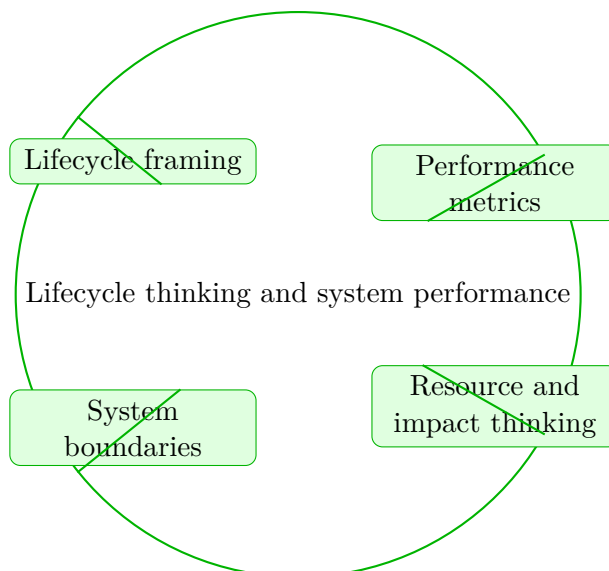 Lifecycle framing
Performance
metrics
Lifecycle thinking and system performance
System
boundaries
Resource and
impact thinking